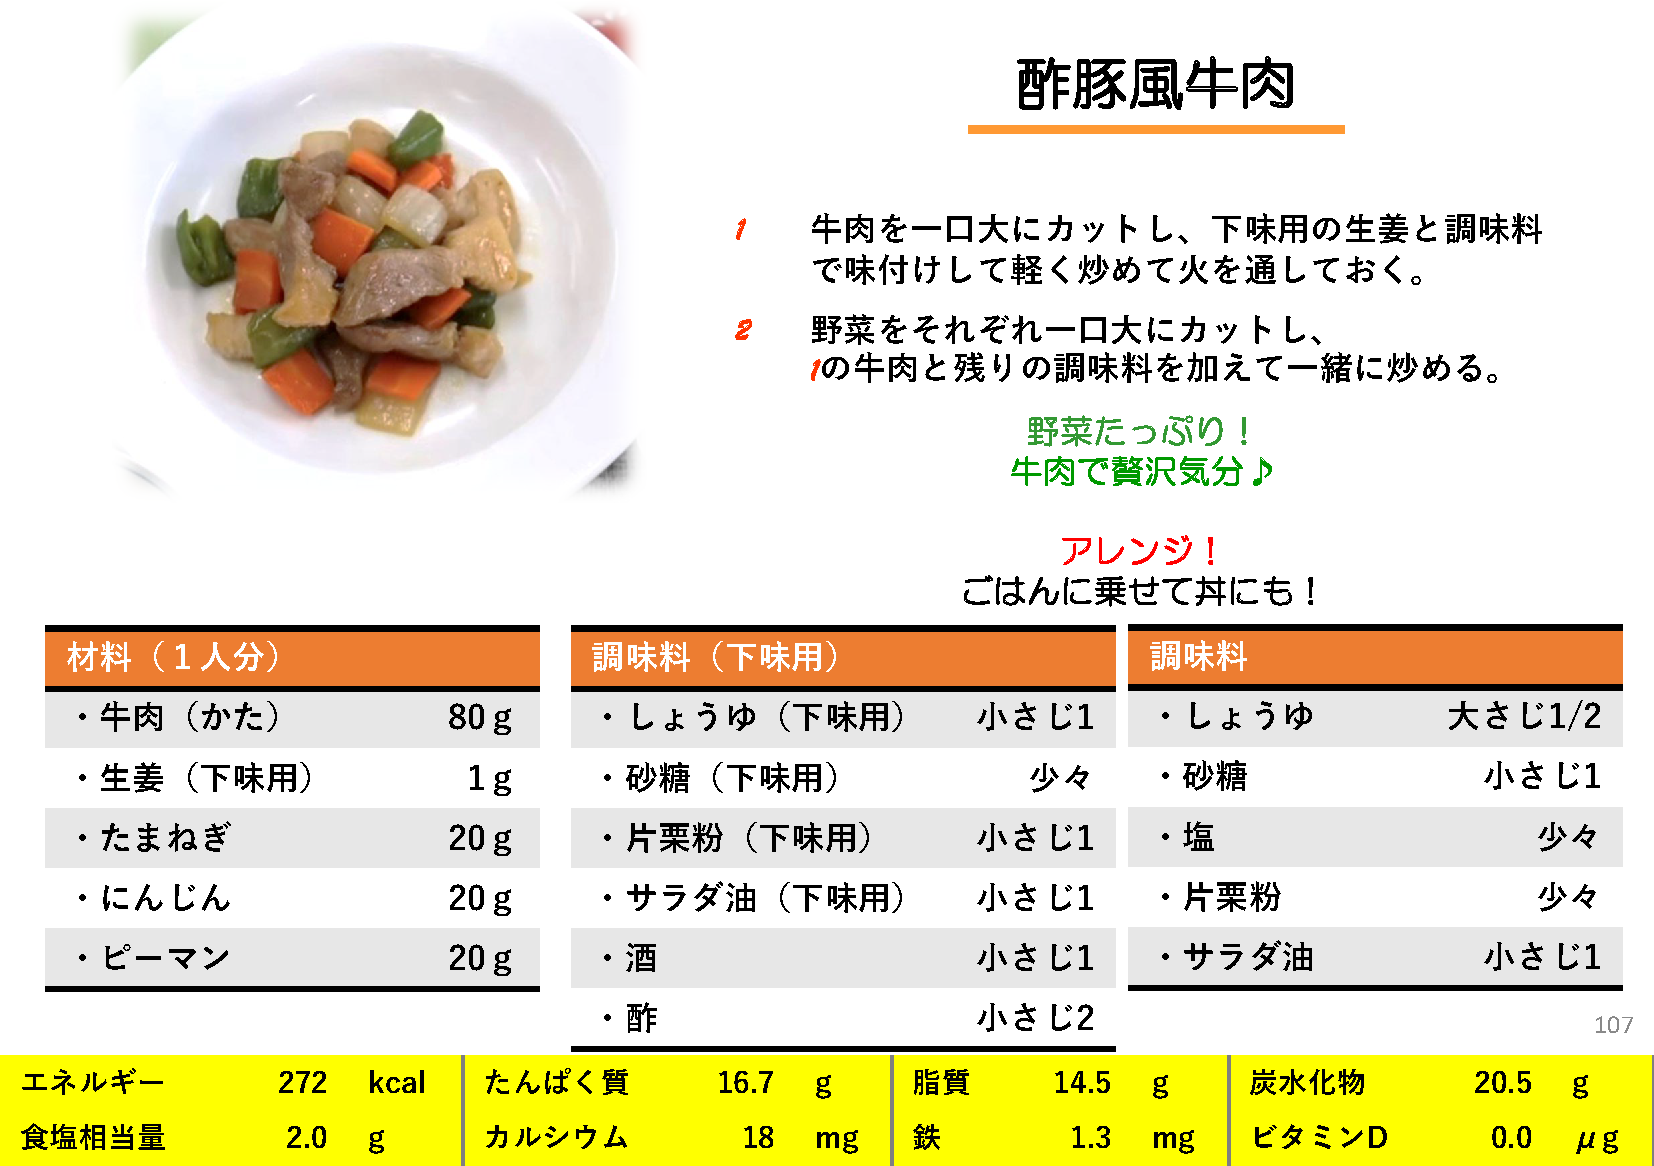 酢豚風牛肉
1 牛肉を一口大にカットし、下味用の生姜と調味料
で味付けして軽く炒めて火を通しておく。
2 野菜をそれぞれ一口大にカットし、
1の牛肉と残りの調味料を加えて一緒に炒める。
野菜たっぷり！
牛肉で贅沢気分♪
アレンジ！
ごはんに乗せて丼にも！
材料（１人分）
・牛肉（かた） 80ｇ
・生姜（下味用） 1ｇ
・たまねぎ 20ｇ
・にんじん 20ｇ
・ピーマン 20ｇ
調味料（下味用）
・しょうゆ（下味用） 小さじ1
・砂糖（下味用） 少々
・片栗粉（下味用） 小さじ1
・サラダ油（下味用） 小さじ1
・酒 小さじ1
・酢 小さじ2
調味料
・しょうゆ 大さじ1/2
・砂糖 小さじ1
・塩 少々
・片栗粉 少々
・サラダ油 小さじ1
107
エネルギー 272 kcal たんぱく質 16.7 g 脂質 14.5 g 炭水化物 20.5 g
食塩相当量 2.0 g カルシウム 18 mg 鉄 1.3 mg ビタミンD 0.0 μg